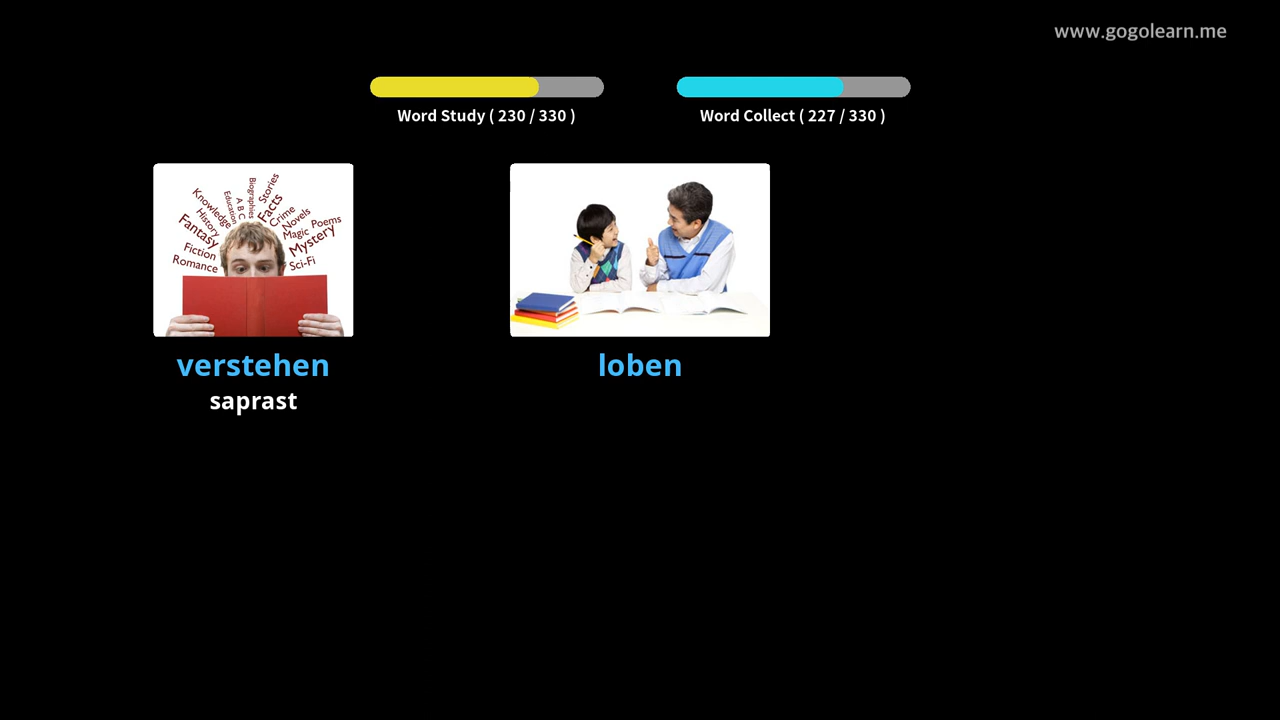 www.gogolearn.me
Word Study ( 230 / 330 )
Word Collect ( 227 / 330 )
Knowledge
History
Fantasy
Fiction
Romance
Education
A B C
Biographies
Stories
Facts
Crime
Novels
Magic
Poems
Mystery
Sci-Fi
verstehen
saprast
loben